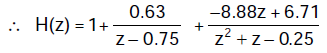 ∴ H(z) = 1+ 0.63/(z – 0.75) + (–8.88z + 6.71)/(z² + z – 0.25)